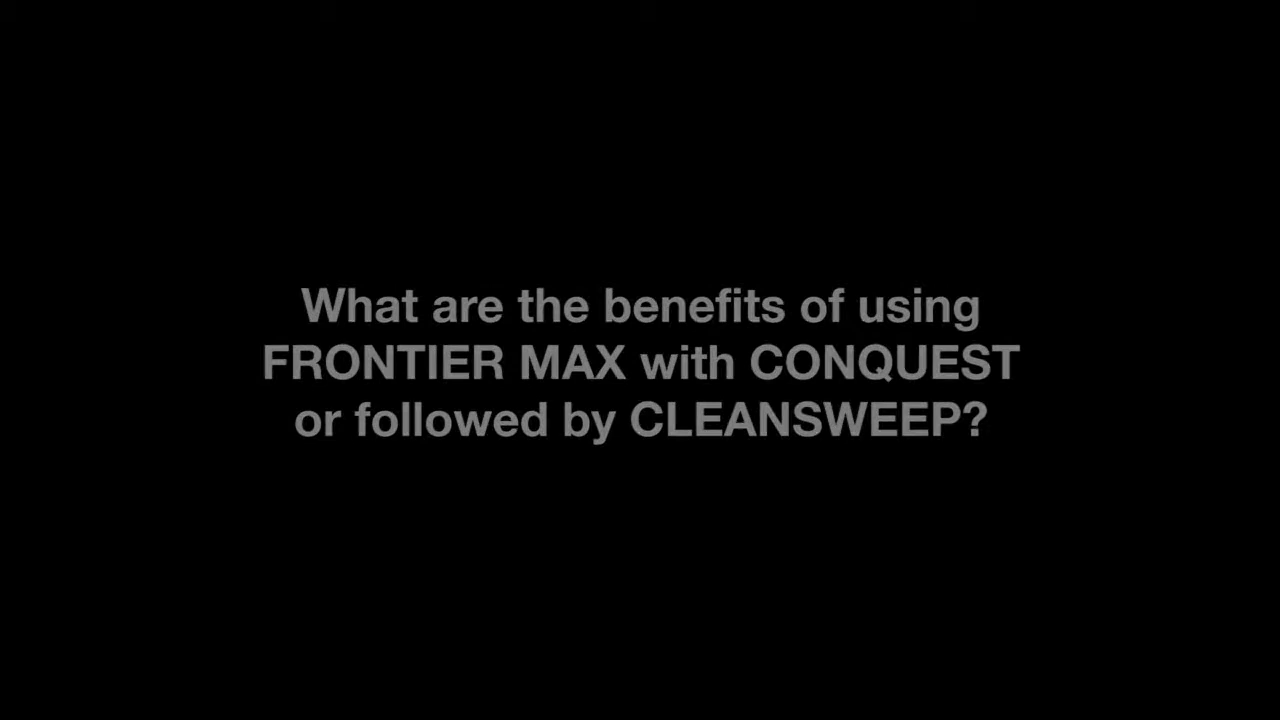 What are the benefits of using
FRONTIER MAX with CONQUEST
or followed by CLEANSWEEP?